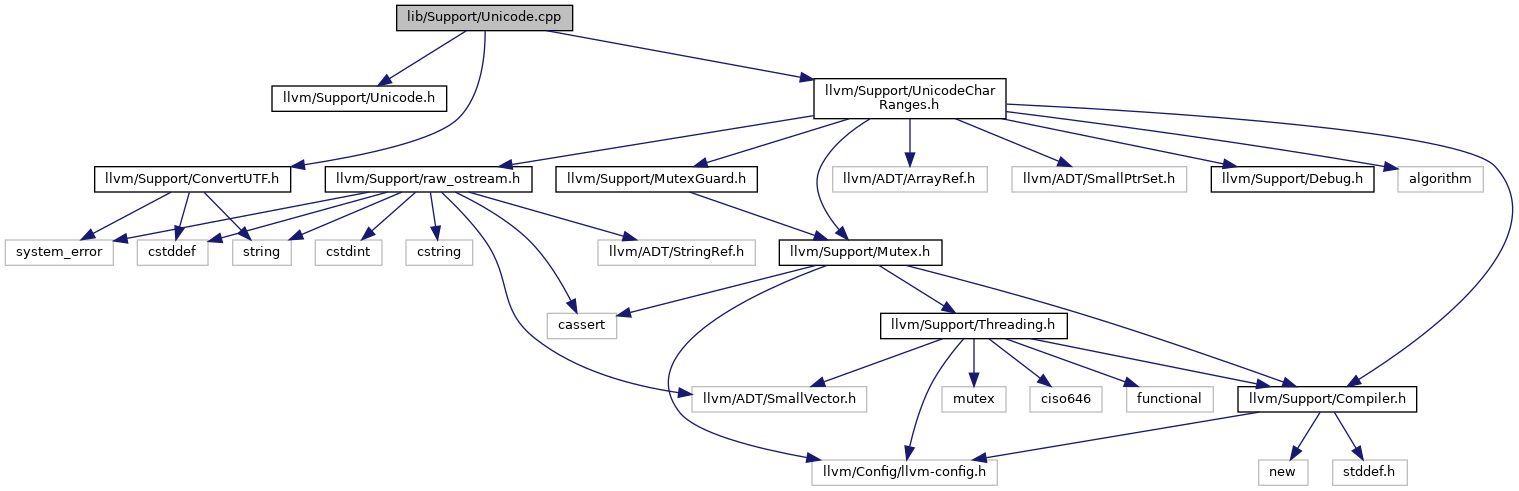 lib/Support/Unicode.cpp
llvm/Support/Unicode.h
llvm/Support/UnicodeChar
Ranges.h
llvm/Support/ConvertUTF.h
llvm/Support/raw_ostream.h
llvm/Support/MutexGuard.h
llvm/ADT/ArrayRef.h
llvm/ADT/SmallPtrSet.h
llvm/Support/Debug.h
algorithm
system_error
cstddef
string
cstdint
cstring
llvm/ADT/StringRef.h
llvm/Support/Mutex.h
cassert
llvm/Support/Threading.h
llvm/ADT/SmallVector.h
mutex
ciso646
functional
llvm/Support/Compiler.h
llvm/Config/llvm-config.h
new
stddef.h